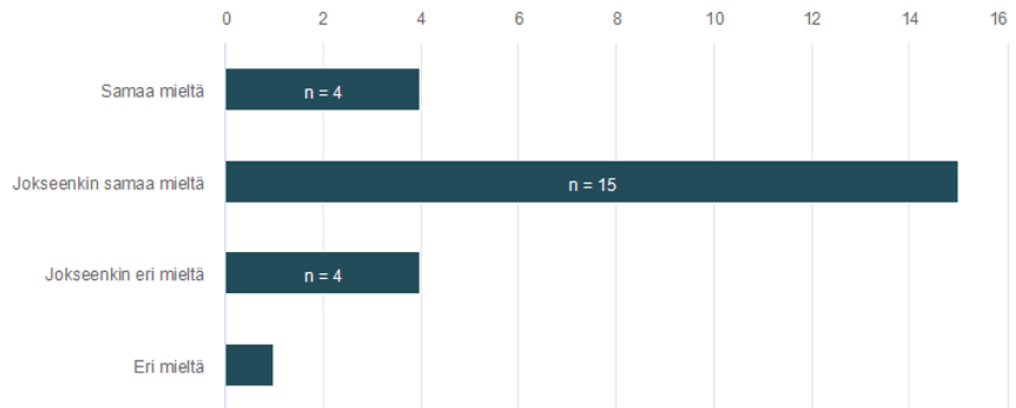 0 2 4 6 8 10 12 14 16
Samaa mieltä n = 4
Jokseenkin samaa mieltä n = 15
Jokseenkin eri mieltä n = 4
Eri mieltä